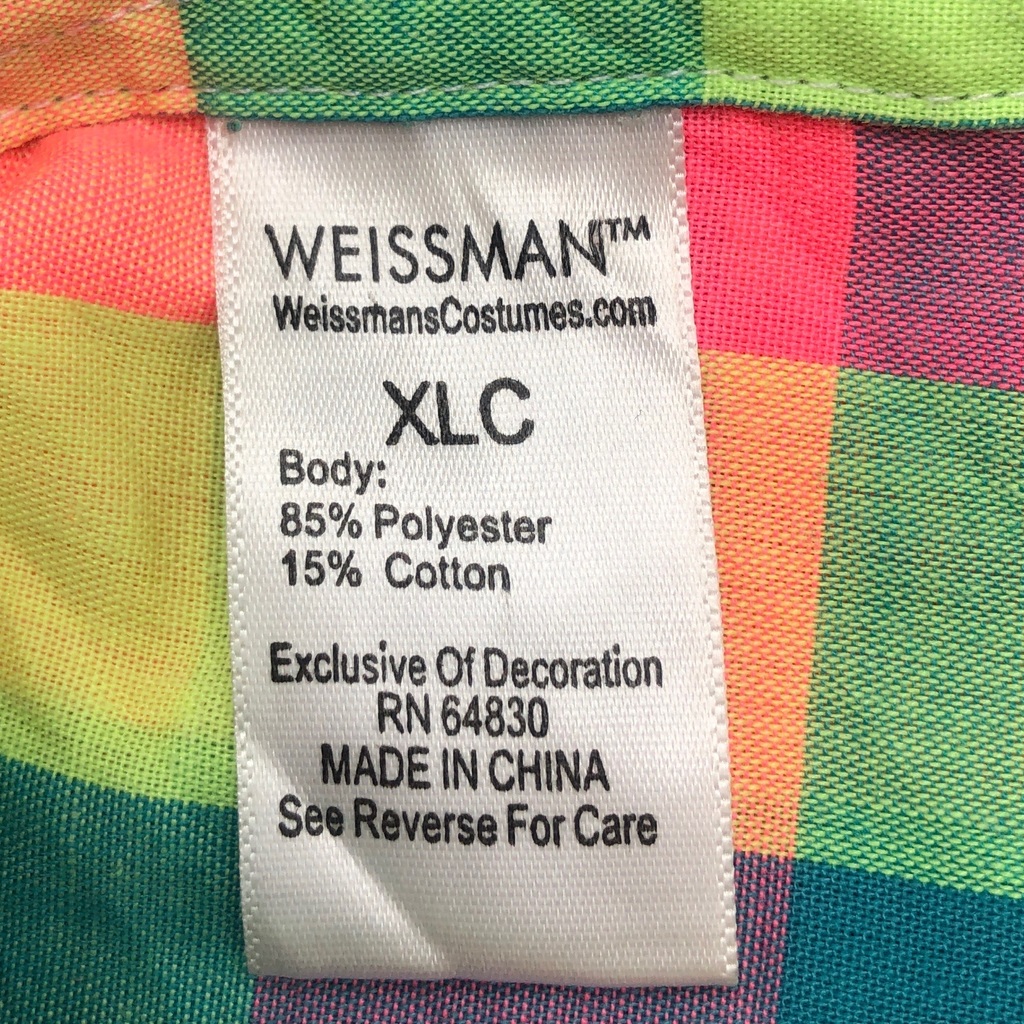 WEISSMAN™
WeissmansCostumes.com
XLC
Body:
85% Polyester
15% Cotton
Exclusive Of Decoration
RN 64830
MADE IN CHINA
See Reverse For Care